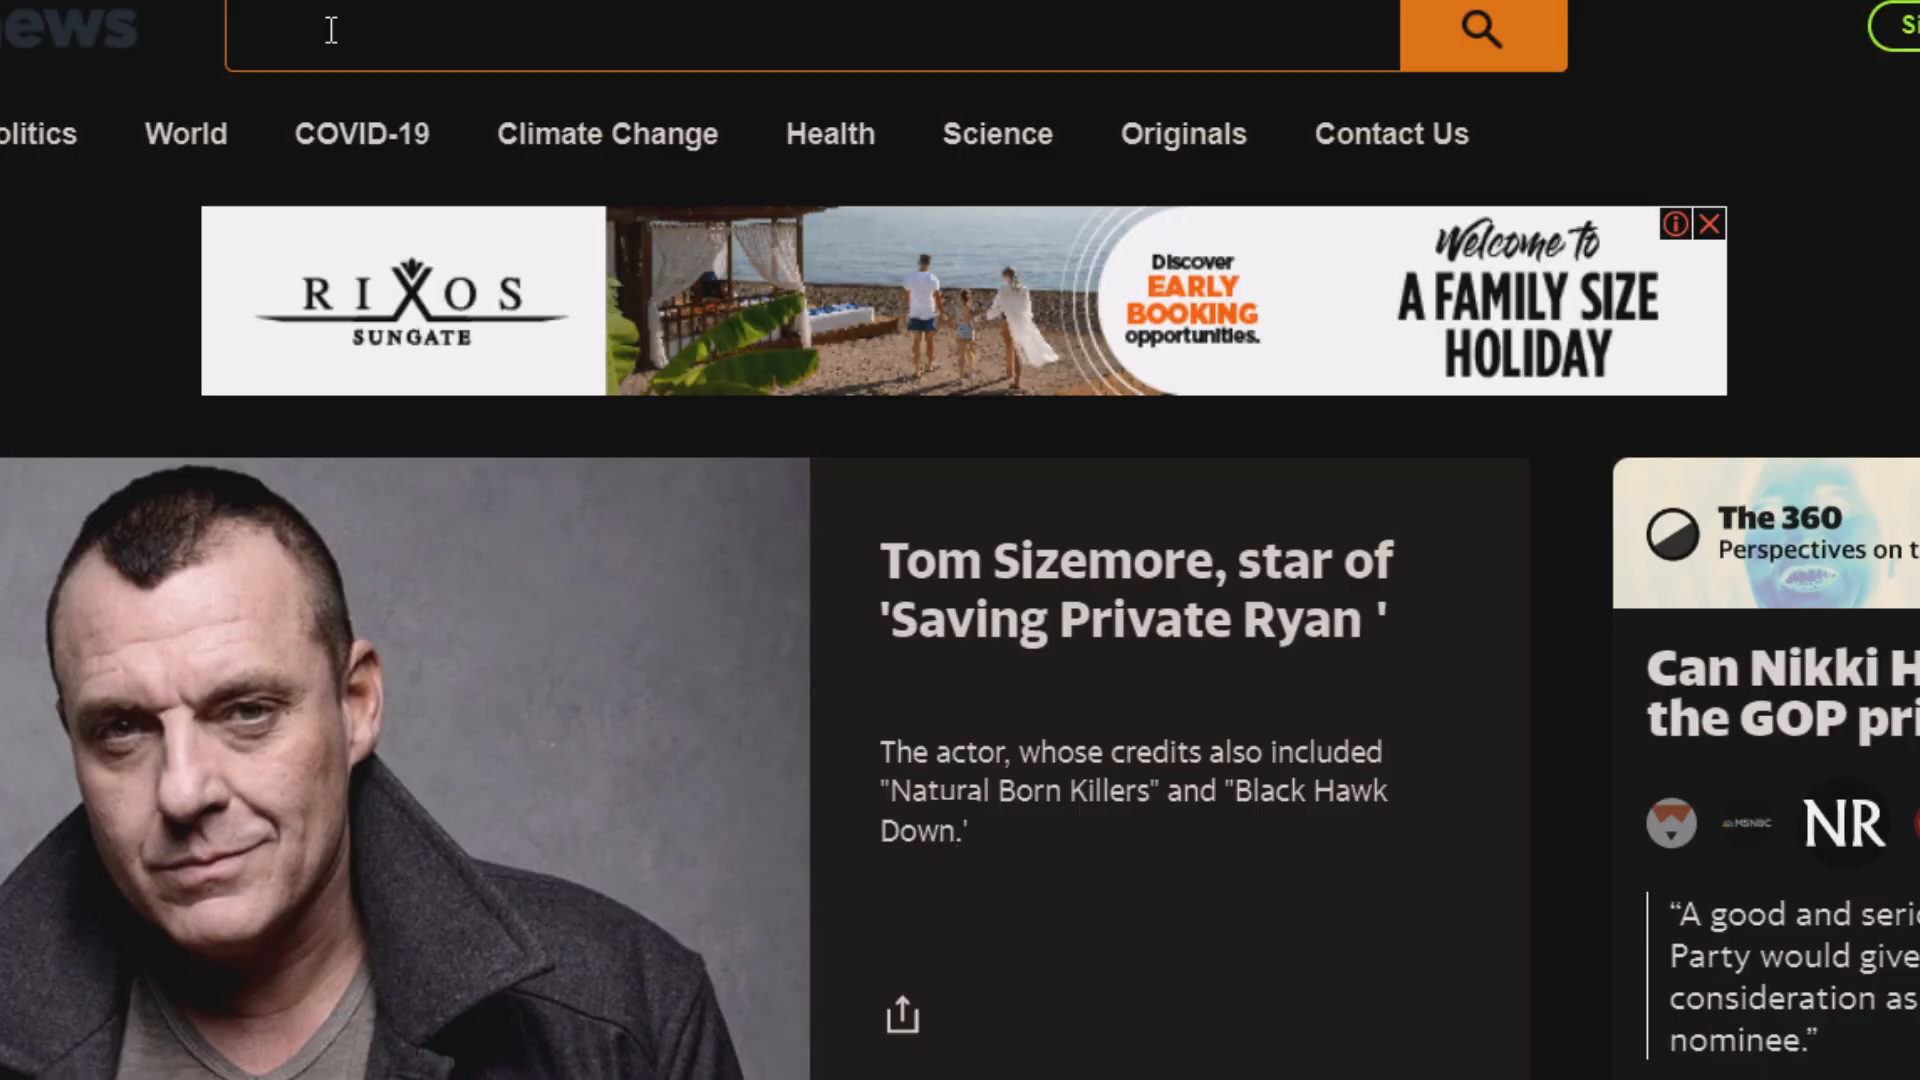 ews
olitics World COVID-19 Climate Change Health Science Originals Contact Us
RIXOS
SUNGATE
Discover
EARLY
BOOKING
opportunities.
Welcome To
A FAMILY SIZE
HOLIDAY
Tom Sizemore, star of
'Saving Private Ryan '
The actor, whose credits also included
"Natural Born Killers" and "Black Hawk
Down.'
The 360
Perspectives on t
Can Nikki H
the GOP pri
MSNBC
NR
“A good and serio
Party would give
consideration as
nominee.”